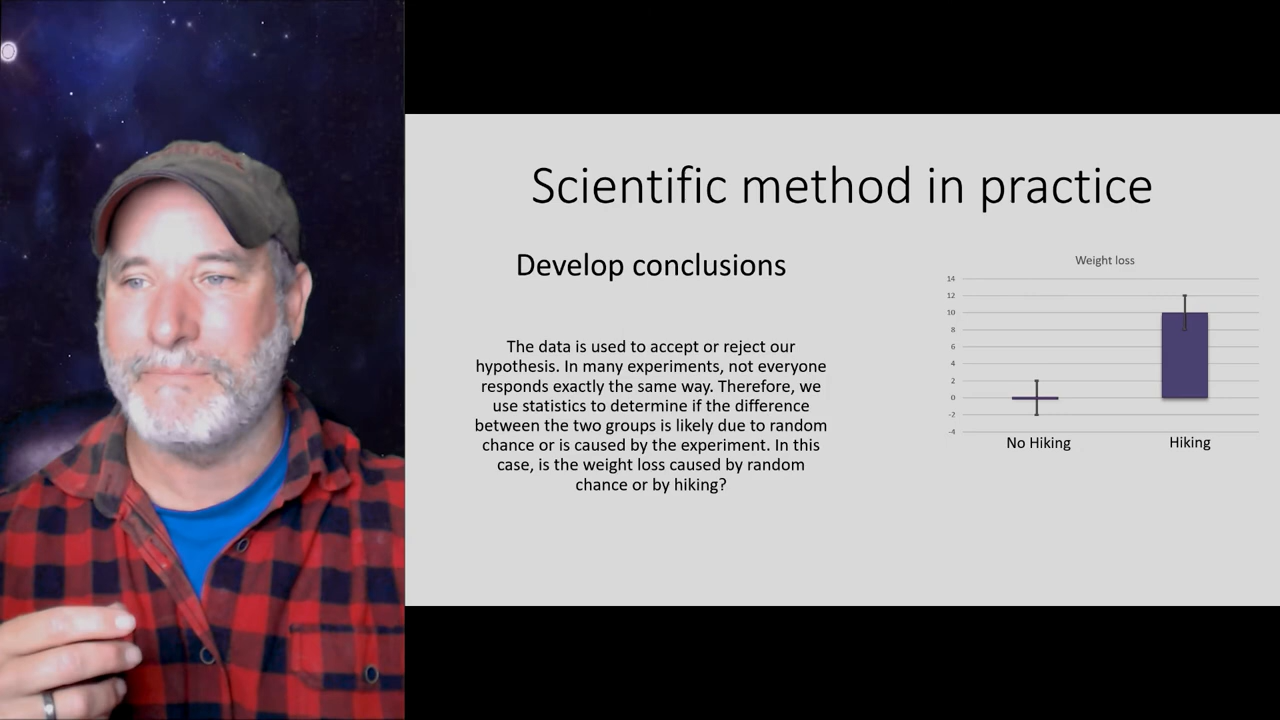 Scientific method in practice
Develop conclusions
The data is used to accept or reject our
hypothesis. In many experiments, not everyone
responds exactly the same way. Therefore, we
use statistics to determine if the difference
between the two groups is likely due to random
chance or is caused by the experiment. In this
case, is the weight loss caused by random
chance or by hiking?
Weight loss
14
12
10
8
6
4
2
0
-2
-4
No Hiking
Hiking